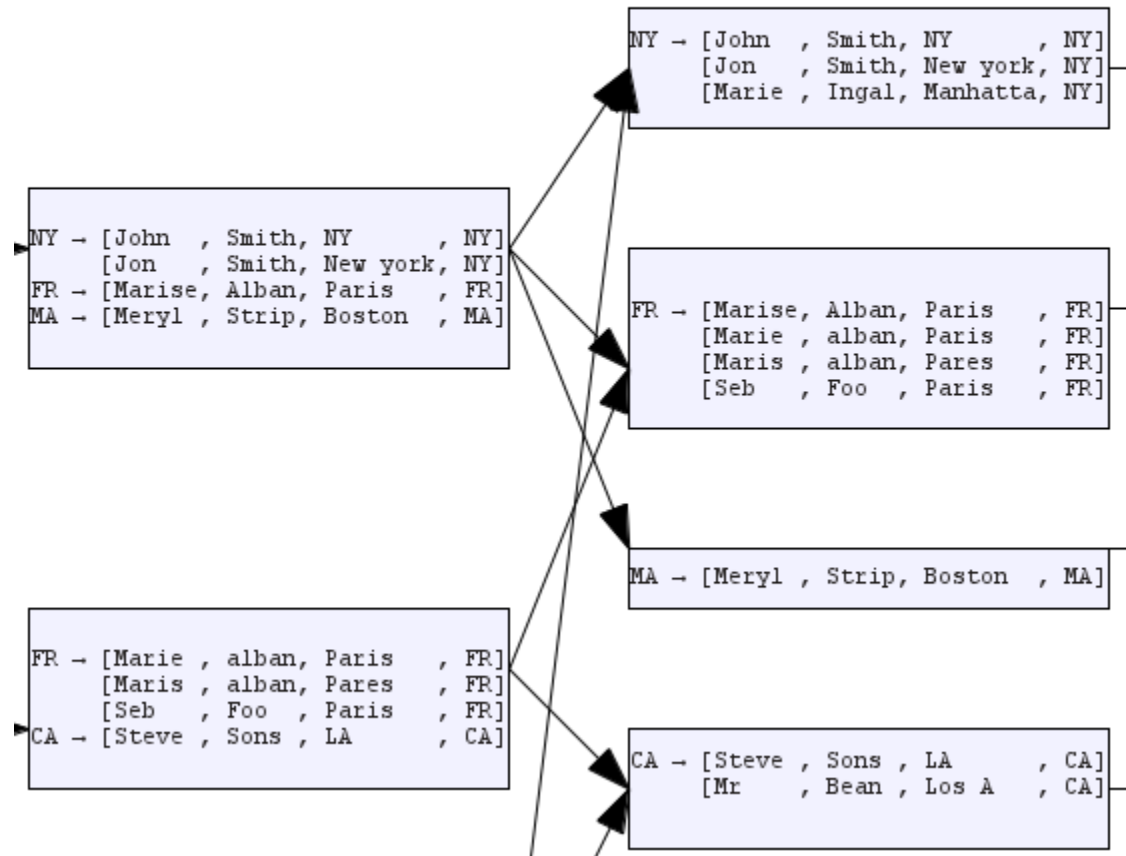 NY → [John , Smith, NY , NY]
[Jon , Smith, New york, NY]
[Marie , Ingal, Manhatta, NY]
NY → [John , Smith, NY , NY]
[Jon , Smith, New york, NY]
FR → [Marise, Alban, Paris , FR]
MA → [Meryl , Strip, Boston , MA]
FR → [Marise, Alban, Paris , FR]
[Marie , alban, Paris , FR]
[Maris , alban, Pares , FR]
[Seb , Foo , Paris , FR]
MA → [Meryl , Strip, Boston , MA]
FR → [Marie , alban, Paris , FR]
[Maris , alban, Pares , FR]
[Seb , Foo , Paris , FR]
CA → [Steve , Sons , LA , CA]
CA → [Steve , Sons , LA , CA]
[Mr , Bean , Los A , CA]